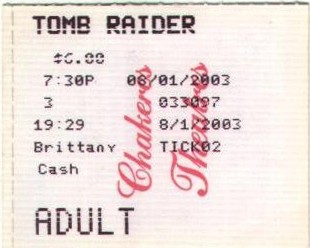 TOMB RAIDER
$6.00
7:30P 08/01/2003
3 033097
19:29 8/1/2003
Brittany TICK02
Cash
ADULT
Chakeres
Theatres